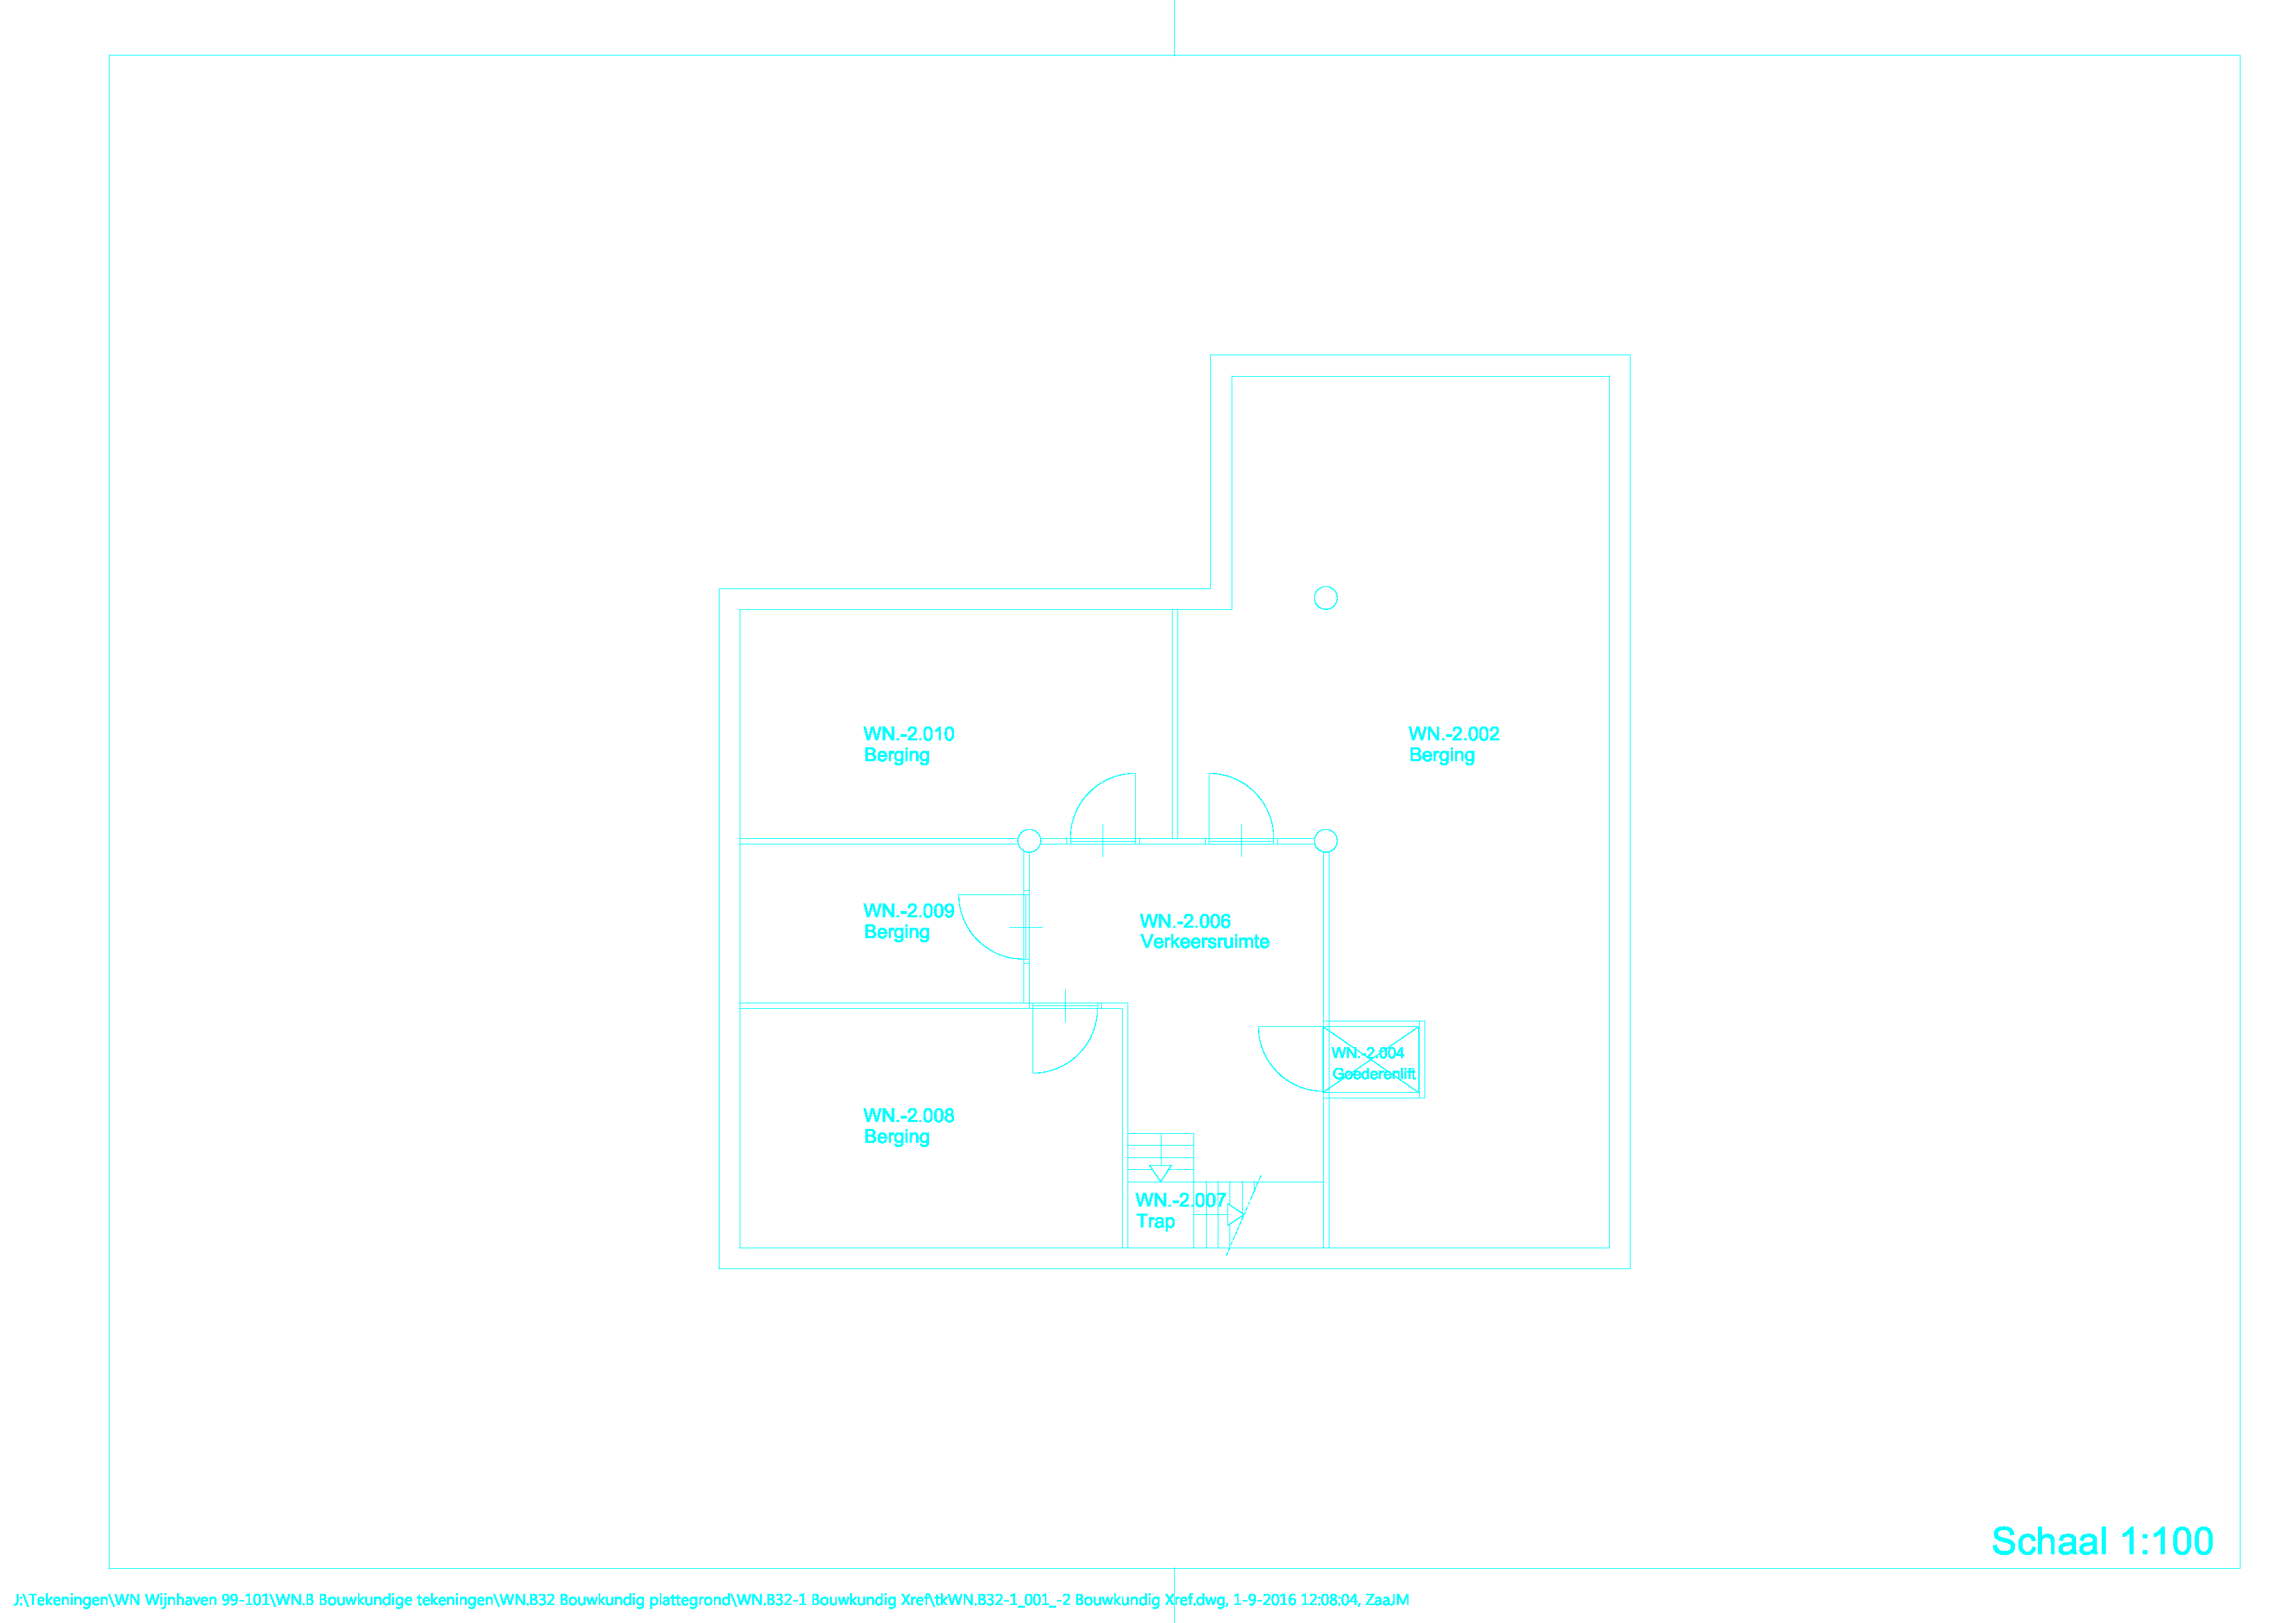 WN.-2.010
Berging
WN.-2.002
Berging
WN.-2.009
Berging
WN.-2.006
Verkeersruimte
WN.-2.004
Goederenlift
WN.-2.008
Berging
WN.-2.007
Trap
Schaal 1:100
J:\Tekeningen\WN Wijnhaven 99-101\WN.B Bouwkundige tekeningen\WN.B32 Bouwkundig plattegrond\WN.B32-1 Bouwkundig Xref\tkWN.B32-1_001_-2 Bouwkundig Xref.dwg, 1-9-2016 12:08:04, ZaaJM